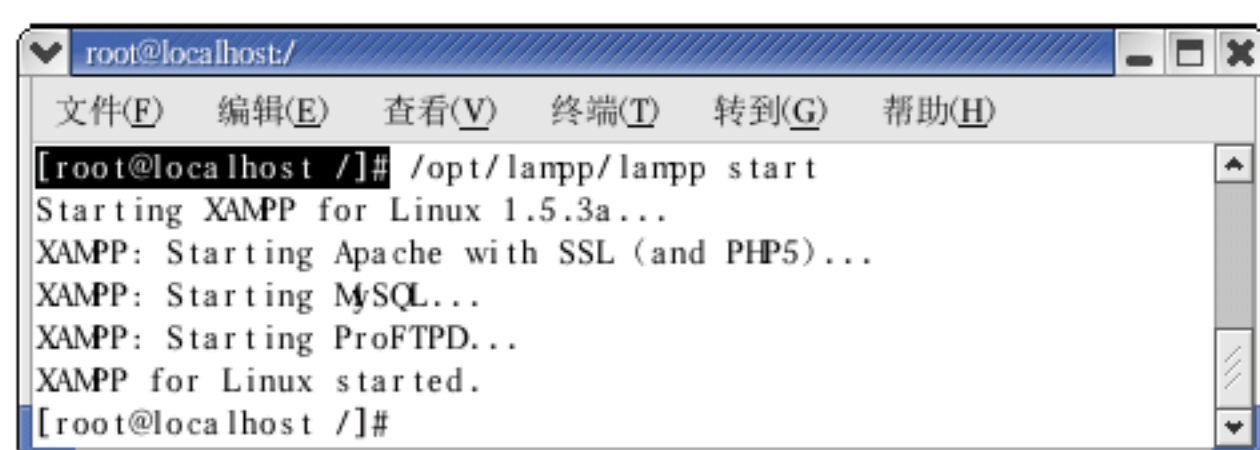 root@localhost:/
文件(F) 编辑(E) 查看(V) 终端(T) 转到(G) 帮助(H)
[root@localhost /]# /opt/lampp/lampp start
Starting XAMPP for Linux 1.5.3a...
XAMPP: Starting Apache with SSL (and PHP5)...
XAMPP: Starting MySQL...
XAMPP: Starting ProFTPD...
XAMPP for Linux started.
[root@localhost /]#